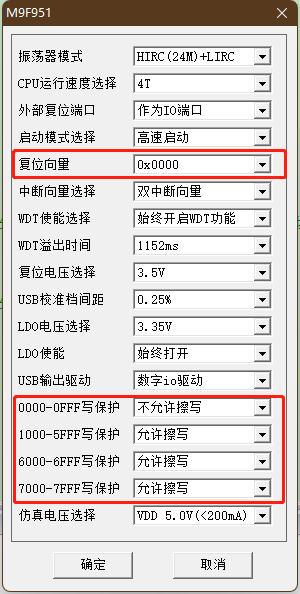 M9F951
振荡器模式 HIRC(24M)+LIRC
CPU运行速度选择 4T
外部复位端口 作为IO端口
启动模式选择 高速启动
复位向量 0x0000
中断向量选择 双中断向量
WDT使能选择 始终开启WDT功能
WDT溢出时间 1152ms
复位电压选择 3.5V
USB校准档间距 0.25%
LDO电压选择 3.35V
LDO使能 始终打开
USB输出驱动 数字io驱动
0000-0FFF写保护 不允许擦写
1000-5FFF写保护 允许擦写
6000-6FFF写保护 允许擦写
7000-7FFF写保护 允许擦写
仿真电压选择 VDD 5.0V(<200mA)
确定 取消